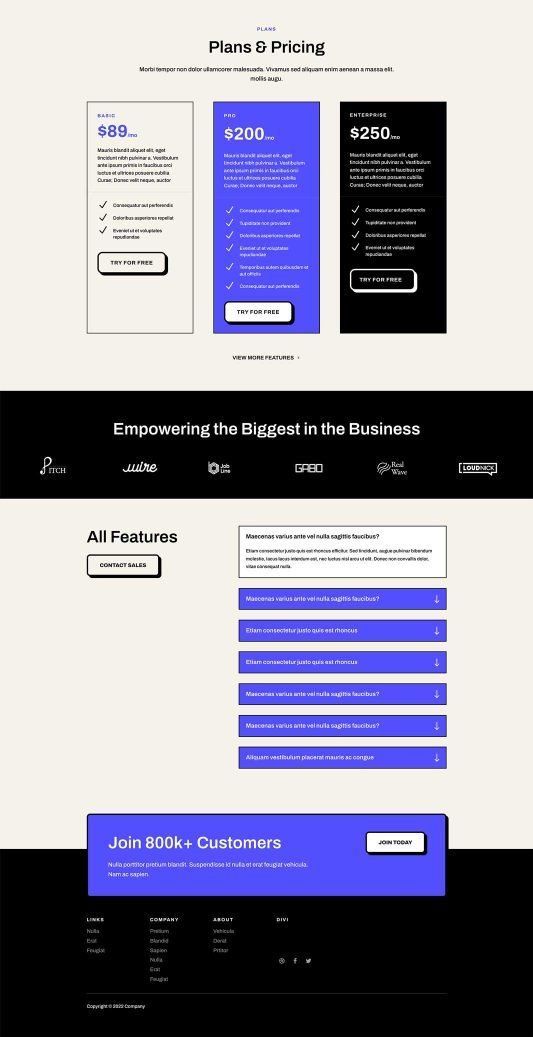 PLANS
Plans & Pricing
Morbi tempor non dolor ullamcorer malesuada. Vivamus sed aliquam enim aenean a massa elit.
mollis augu.
BASIC
$89/mo
Mauris blandit aliquet elit, eget
tincidunt nibh pulvinar a. Vestibulum
ante ipsum primis in faucibus orci
luctus et ultrices posuere cubilia
Curae; Donec velit neque, auctor
Consequatur aut perferendis
Doloribus asperiores repellat
Eveniet ut et voluptates
repudiandae
TRY FOR FREE
PRO
$200/mo
Mauris blandit aliquet elit, eget
tincidunt nibh pulvinar a. Vestibulum
ante ipsum primis in faucibus orci
luctus et ultrices posuere cubilia
Curae; Donec velit neque, auctor
Consequatur aut perferendis
Tupiditate non provident
Doloribus asperiores repellat
Eveniet ut et voluptates
repudiandae
Temporibus autem quibusdam et
aut officiis
Consequatur aut perferendis
TRY FOR FREE
ENTERPRISE
$250/mo
Mauris blandit aliquet elit, eget
tincidunt nibh pulvinar a. Vestibulum
ante ipsum primis in faucibus orci
luctus et ultrices posuere cubilia
Curae; Donec velit neque, auctor
Consequatur aut perferendis
Tupiditate non provident
Doloribus asperiores repellat
Eveniet ut et voluptates
repudiandae
TRY FOR FREE
VIEW MORE FEATURES ›
Empowering the Biggest in the Business
PITCH
wire
Job
Line
GABO
Real
Wave
LOUDNICK
All Features
CONTACT SALES
Maecenas varius ante vel nulla sagittis faucibus?
Etiam consectetur justo quis est rhoncus efficitur. Sed tincidunt, augue pulvinar bibendum
molestie, lacus lacus interdum est, nec luctus nisl arcu ut elit. Donec non convallis dolor,
vitae consequat nulla.
Maecenas varius ante vel nulla sagittis faucibus?
Etiam consectetur justo quis est rhoncus
Etiam consectetur justo quis est rhoncus
Maecenas varius ante vel nulla sagittis faucibus?
Maecenas varius ante vel nulla sagittis faucibus?
Aliquam vestibulum placerat mauris ac congue
Join 800k+ Customers
Nulla porttitor pretium blandit. Suspendisse id nulla et erat feugiat vehicula.
Nam ac sapien.
JOIN TODAY
LINKS
Nulla
Erat
Feugiat
COMPANY
Pretium
Blandid
Sapien
Nulla
Erat
Feugiat
ABOUT
Vehicula
Derat
Prtitor
DIVI
Copyright © 2022 Company